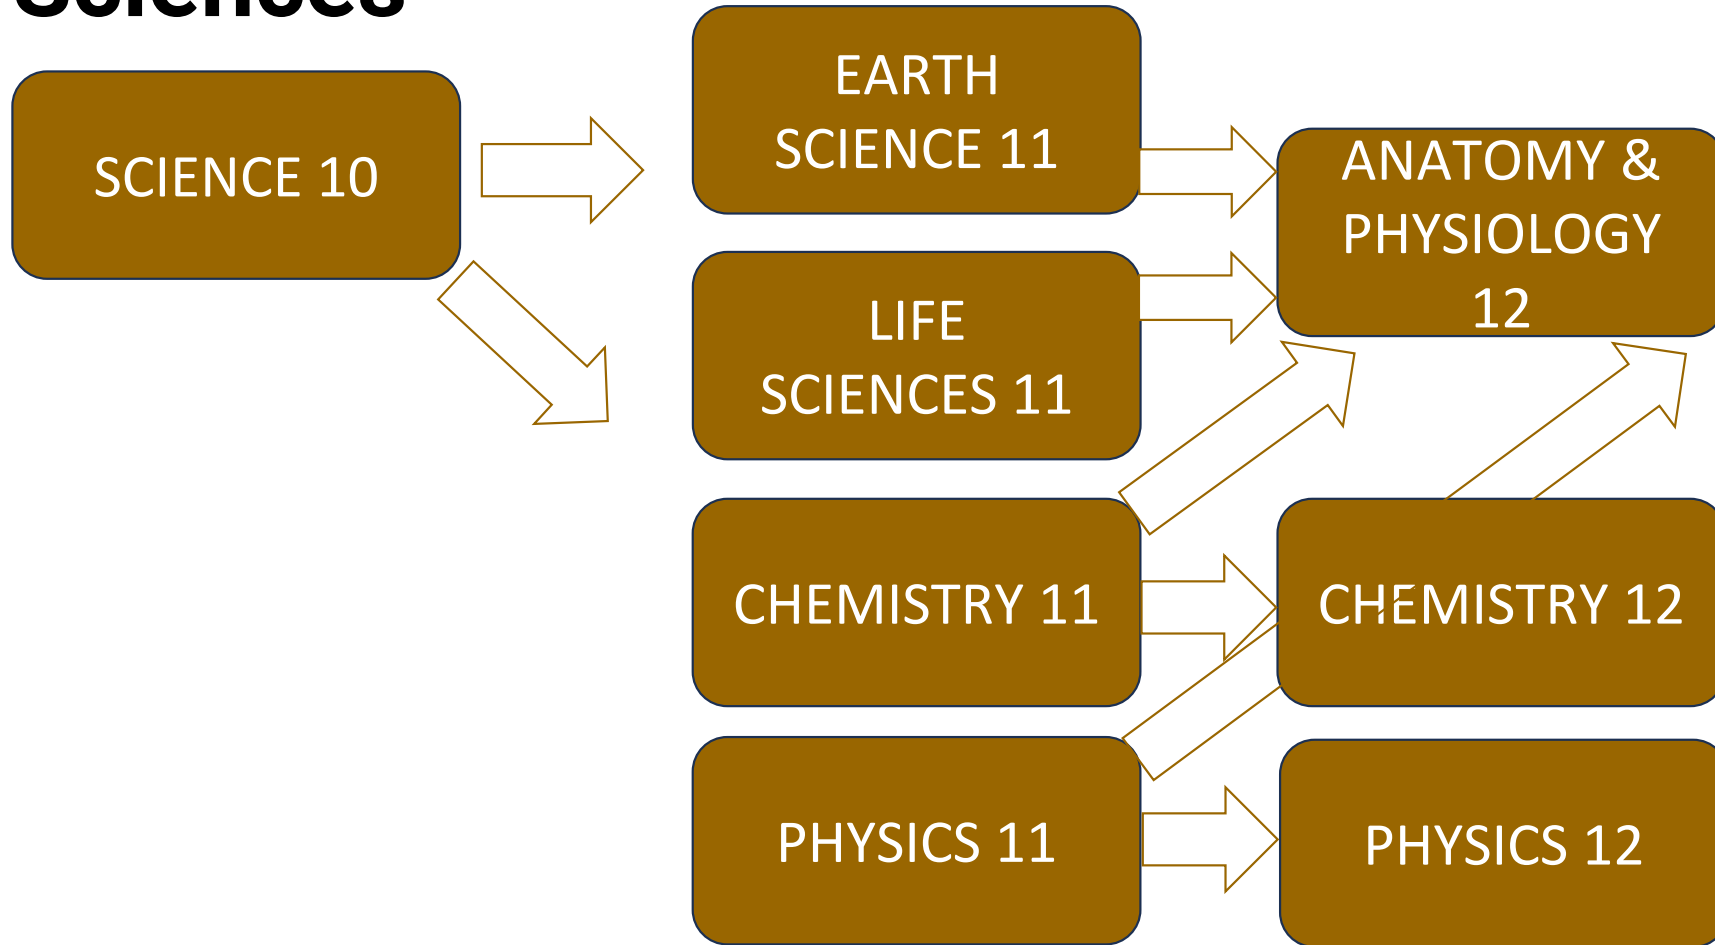 Sciences
SCIENCE 10
EARTH
SCIENCE 11
LIFE
SCIENCES 11
CHEMISTRY 11
PHYSICS 11
ANATOMY &
PHYSIOLOGY
12
CHEMISTRY 12
PHYSICS 12